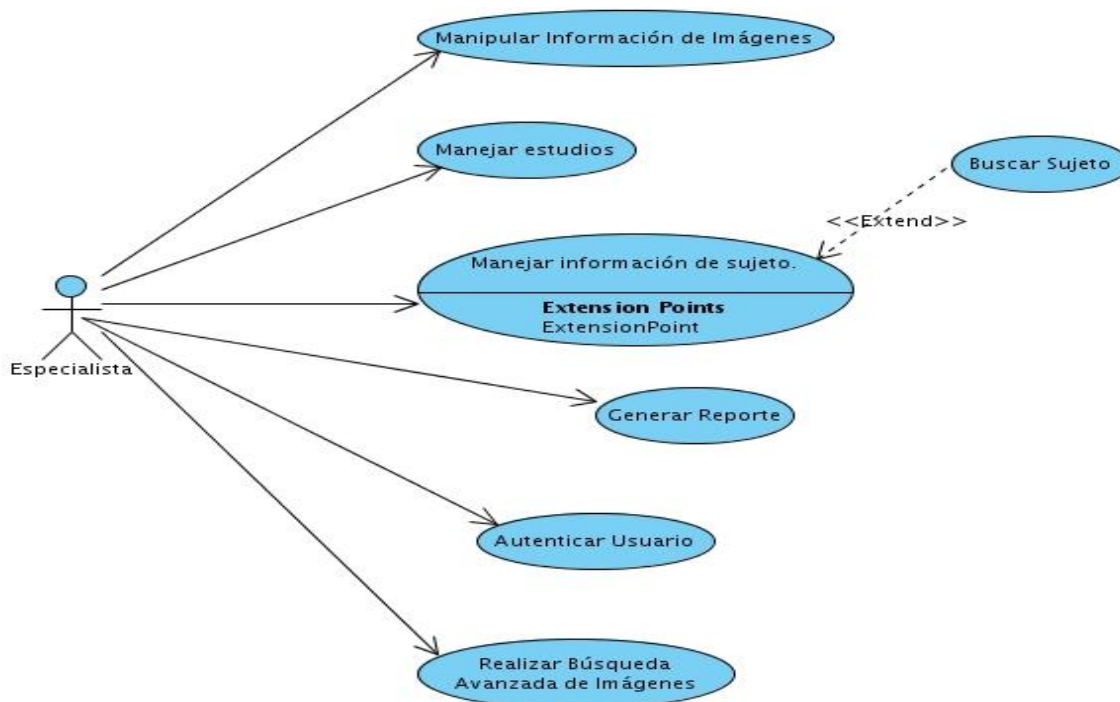 Manipular Información de Imágenes
Manejar estudios
Buscar Sujeto
<<Extend>>
Manejar información de sujeto.
Extension Points
ExtensionPoint
Especialista
Generar Reporte
Autenticar Usuario
Realizar Búsqueda
Avanzada de Imágenes